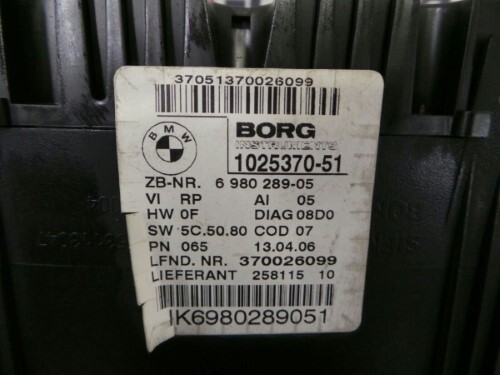 37051370026099
BMW
BORG
INSTRUMENTS
1025370-51
ZB-NR. 6 980 289-05
VI RP AI 05
HW 0F DIAG 08D0
SW 5C.50.80 COD 07
PN 065 13.04.06
LFND. NR. 370026099
LIEFERANT 258115 10
IK6980289051